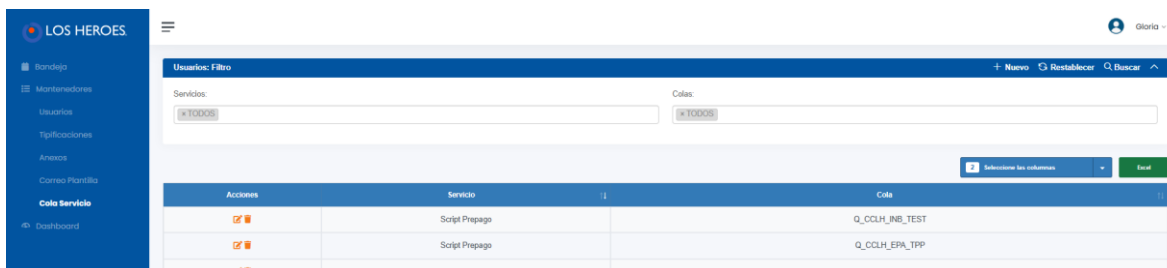 LOS HEROES.
Gloria
Bandeja
Mantenedores
Usuarios
Tipificaciones
Anexos
Correo Plantilla
Cola Servicio
Dashboard
Usuarios: Filtro
+ Nuevo Restablecer Buscar
Servicios: Colas:
× TODOS × TODOS
2 Seleccione las columnas Excel
Acciones Servicio Cola
Script Prepago Q_CCLH_INB_TEST
Script Prepago Q_CCLH_EPA_TPP